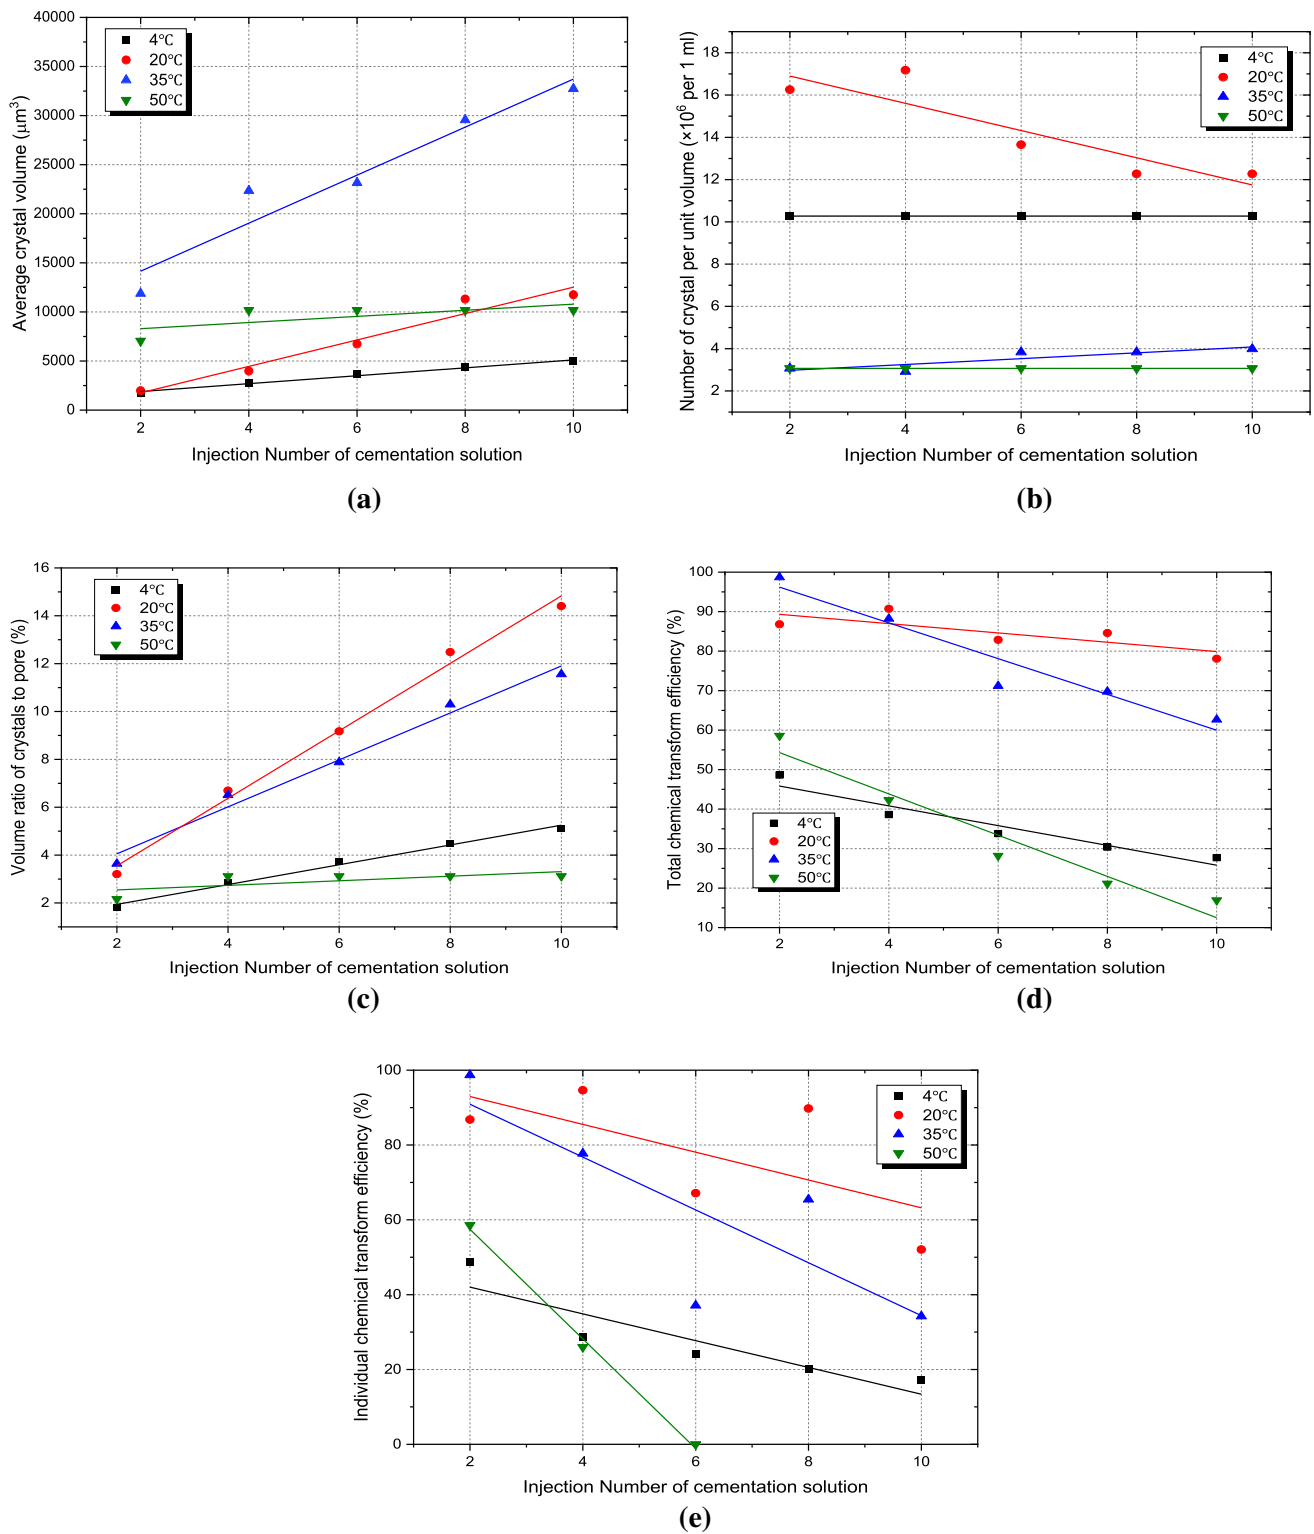 40000
35000
30000
25000
20000
15000
10000
5000
0
Average crystal volume (μm³)
4°C
20°C
35°C
50°C
2 4 6 8 10
Injection Number of cementation solution
(a)
18
16
14
12
10
8
6
4
2
Number of crystal per unit volume (×10⁶ per 1 ml)
4°C
20°C
35°C
50°C
2 4 6 8 10
Injection Number of cementation solution
(b)
16
14
12
10
8
6
4
2
Volume ratio of crystals to pore (%)
4°C
20°C
35°C
50°C
2 4 6 8 10
Injection Number of cementation solution
(c)
100
90
80
70
60
50
40
30
20
10
Total chemical transform efficiency (%)
4°C
20°C
35°C
50°C
2 4 6 8 10
Injection Number of cementation solution
(d)
100
80
60
40
20
0
Individual chemical transform efficiency (%)
4°C
20°C
35°C
50°C
2 4 6 8 10
Injection Number of cementation solution
(e)